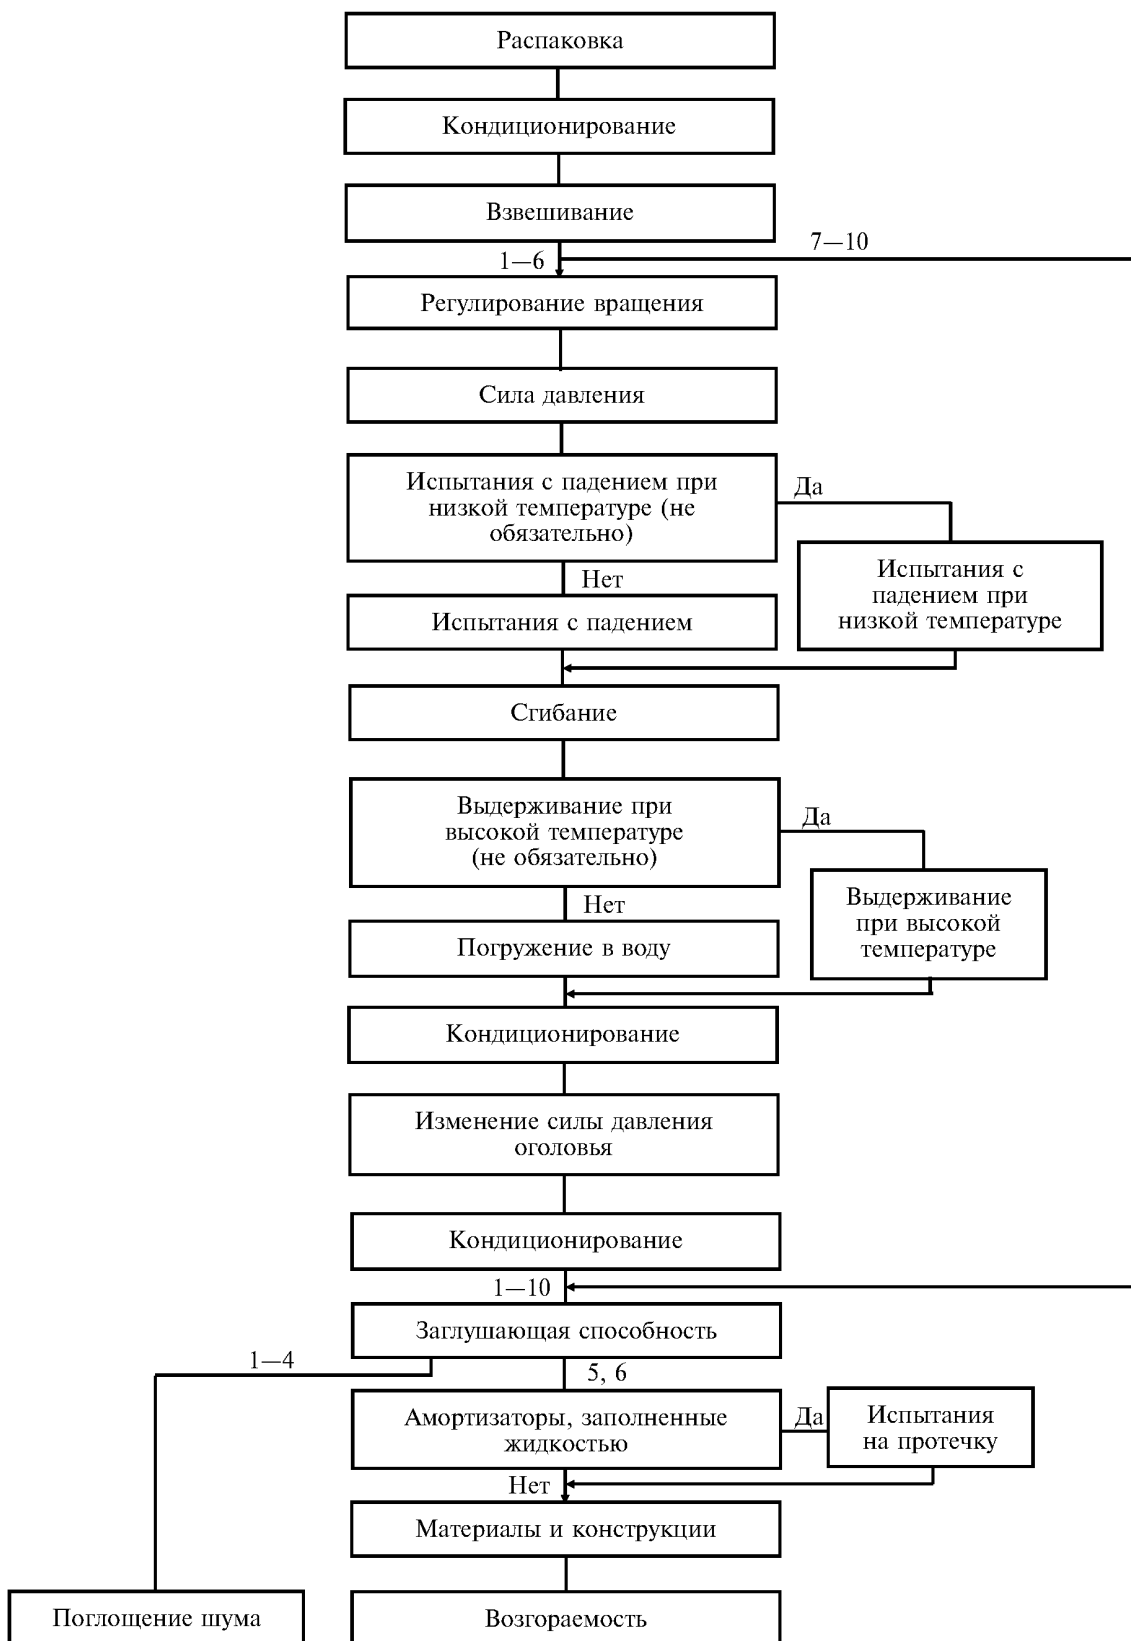 Распаковка
Кондиционирование
Взвешивание
7—10
1—6
Регулирование вращения
Сила давления
Испытания с падением при
низкой температуре (не
обязательно)
Да
Испытания с
падением при
низкой температуре
Нет
Испытания с падением
Сгибание
Выдерживание при
высокой температуре
(не обязательно)
Да
Выдерживание
при высокой
температуре
Нет
Погружение в воду
Кондиционирование
Изменение силы давления
оголовья
Кондиционирование
1—10
Заглушающая способность
1—4
5, 6
Амортизаторы, заполненные
жидкостью
Да
Испытания
на протечку
Нет
Материалы и конструкции
Поглощение шума
Возгораемость